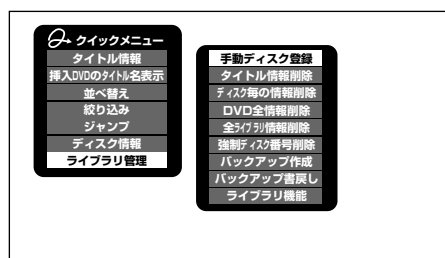 クイックメニュー
タイトル情報
挿入DVDのタイトル名表示
並べ替え
絞り込み
ジャンプ
ディスク情報
ライブラリ管理
手動ディスク登録
タイトル情報削除
ディスク毎の情報削除
DVD全情報削除
全ライブラリ情報削除
強制ディスク番号削除
バックアップ作成
バックアップ書戻し
ライブラリ機能